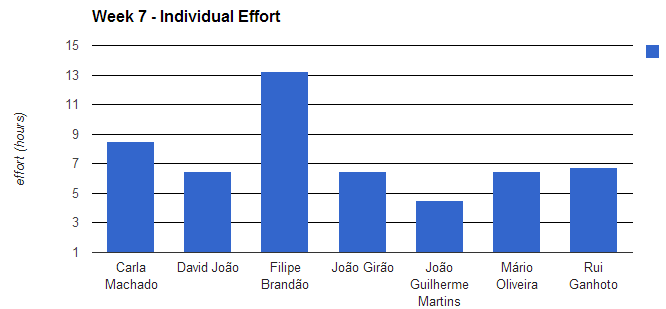 Week 7 - Individual Effort
effort (hours)
15
13
11
9
7
5
3
1
Carla
Machado
David João
Filipe
Brandão
João Girão
João
Guilherme
Martins
Mário
Oliveira
Rui
Ganhoto